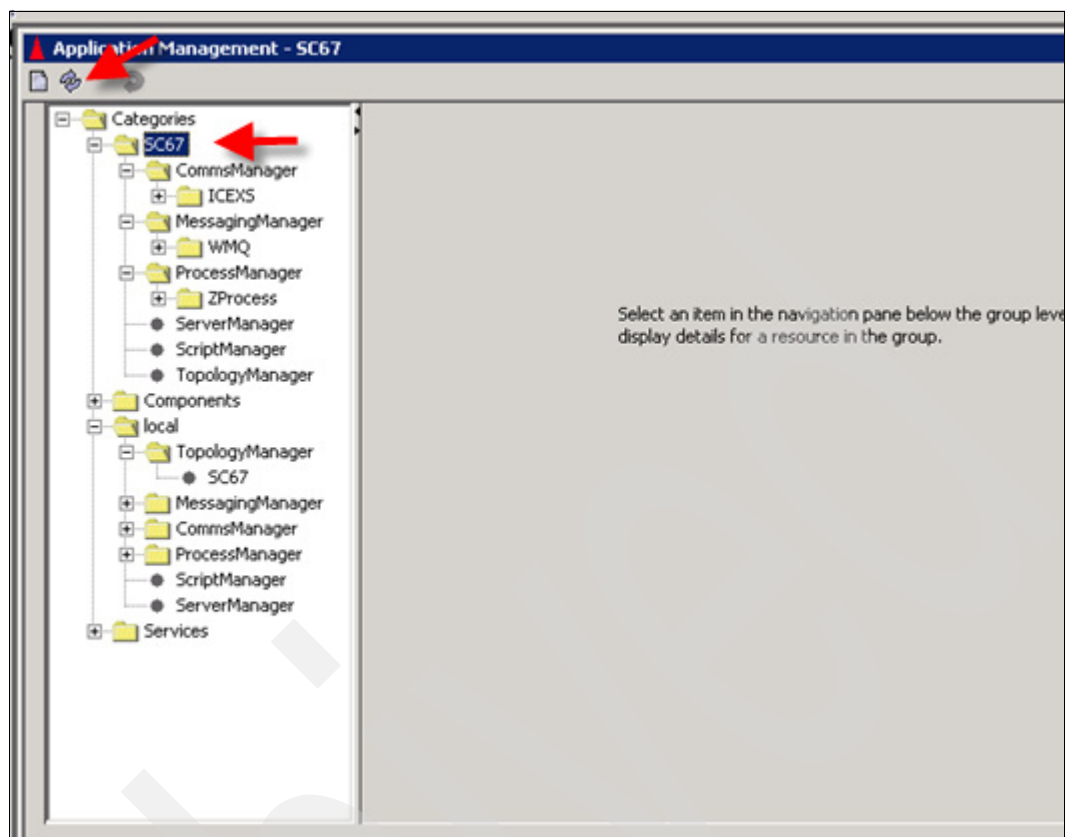 Application Management - SC67
Categories
SC67
CommsManager
ICEXS
MessagingManager
WMQ
ProcessManager
ZProcess
ServerManager
ScriptManager
TopologyManager
Components
local
TopologyManager
SC67
MessagingManager
CommsManager
ProcessManager
ScriptManager
ServerManager
Services
Select an item in the navigation pane below the group leve
display details for a resource in the group.